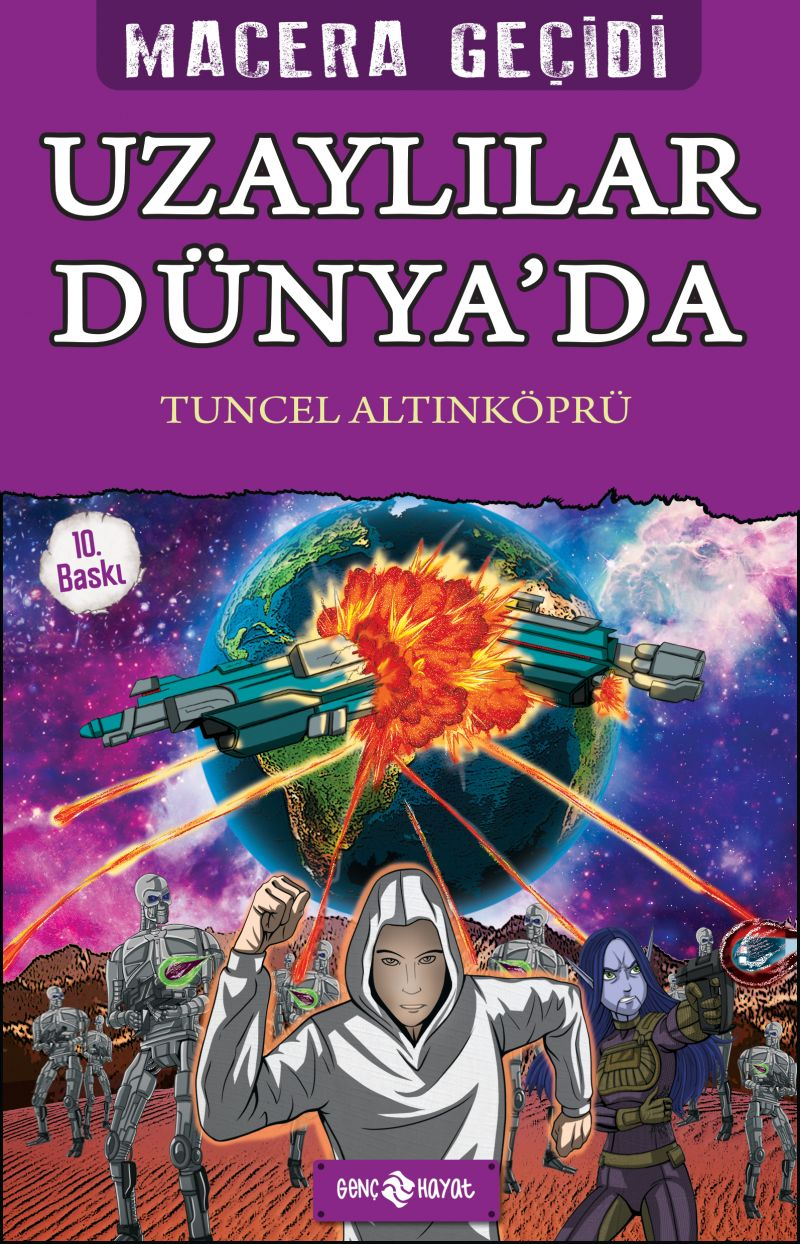 MACERA GEÇİDİ
UZAYLILAR
DÜNYA'DA
TUNCEL ALTINKÖPRÜ
10.
Baskı
GENÇ HAYAT